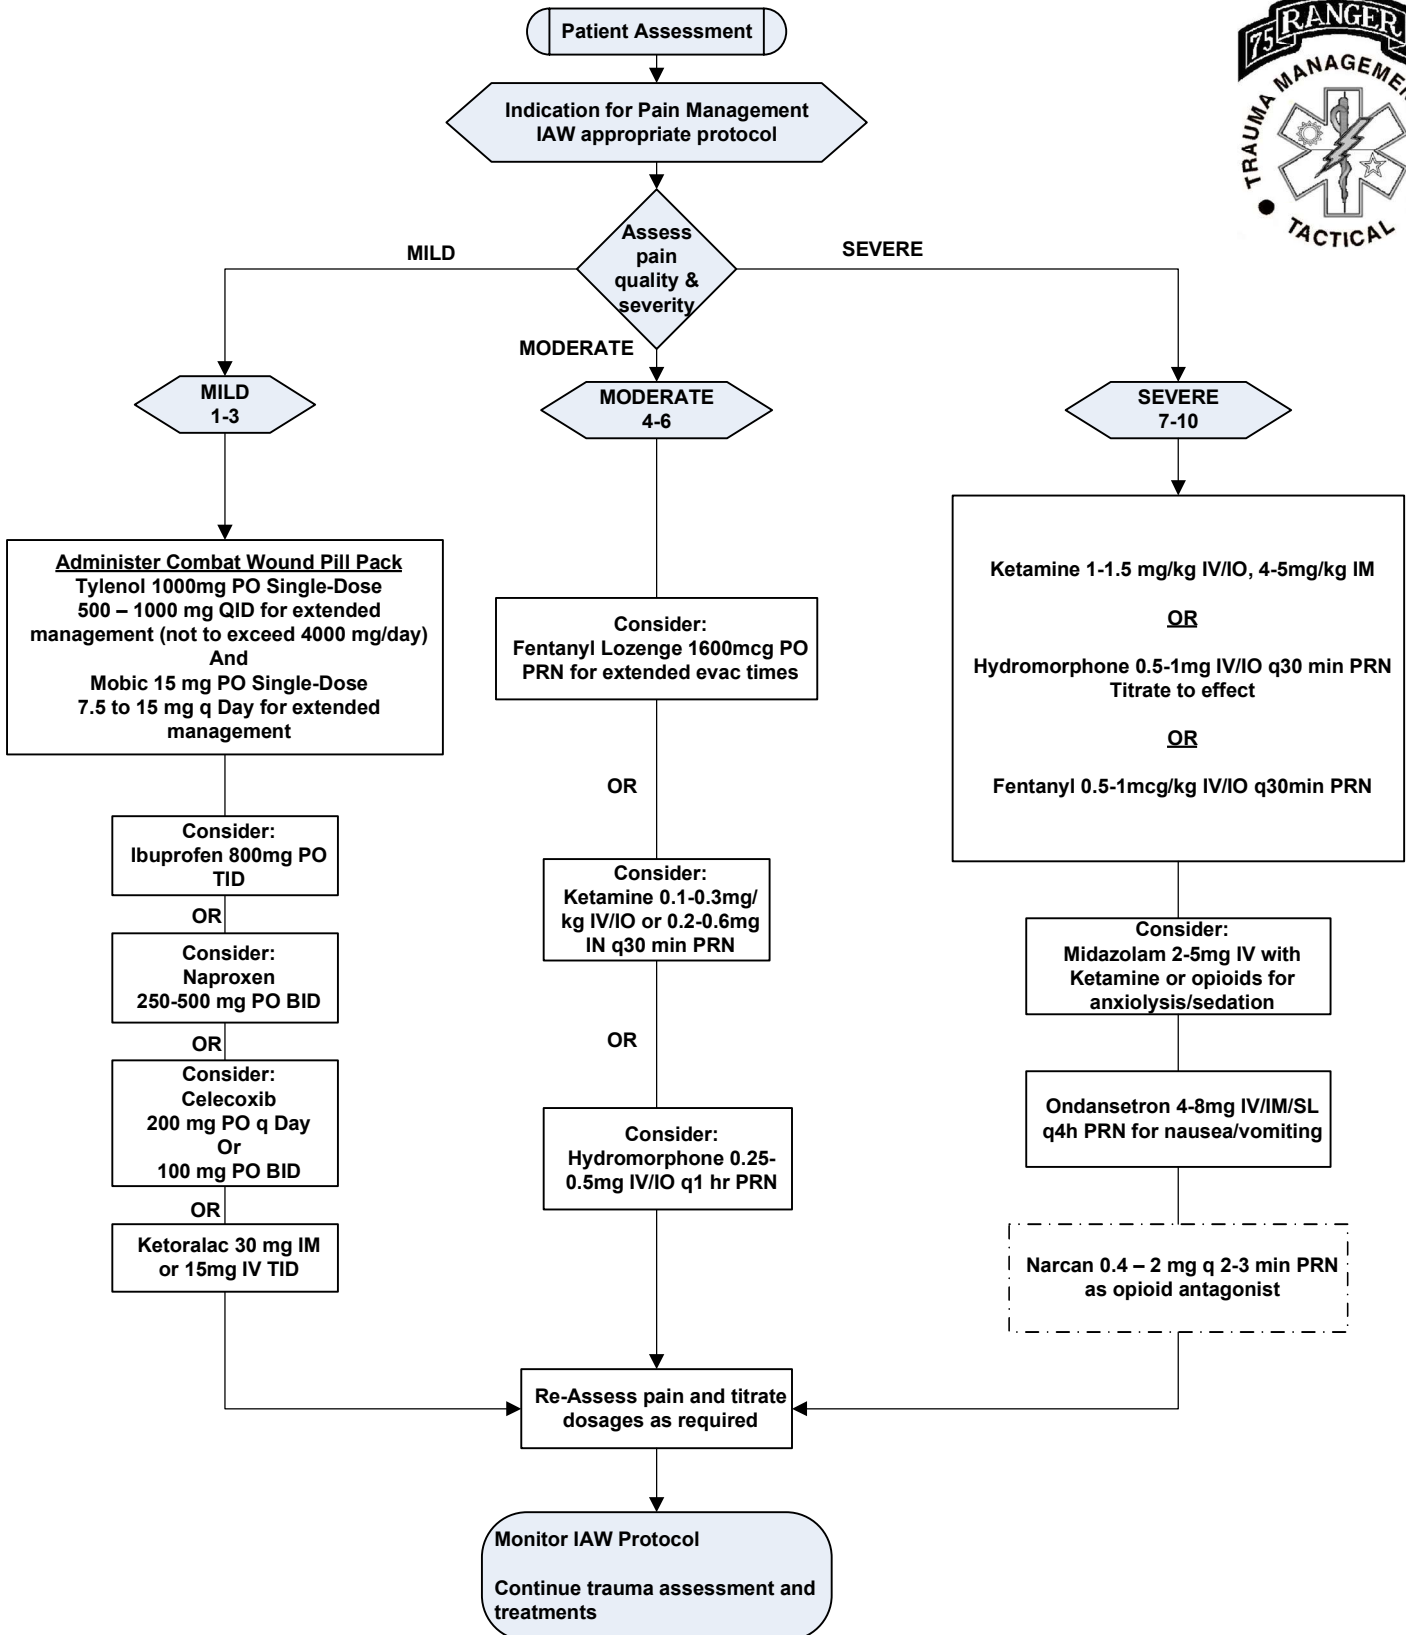 Patient Assessment
Indication for Pain Management
IAW appropriate protocol
75 RANGER
TRAUMA MANAGEMEN
TACTICAL
Assess
pain
quality &
severity
MILD
MODERATE
SEVERE
MILD
1-3
Administer Combat Wound Pill Pack
Tylenol 1000mg PO Single-Dose
500 – 1000 mg QID for extended
management (not to exceed 4000 mg/day)
And
Mobic 15 mg PO Single-Dose
7.5 to 15 mg q Day for extended
management
Consider:
Ibuprofen 800mg PO
TID
OR
Consider:
Naproxen
250-500 mg PO BID
OR
Consider:
Celecoxib
200 mg PO q Day
Or
100 mg PO BID
OR
Ketoralac 30 mg IM
or 15mg IV TID
MODERATE
4-6
Consider:
Fentanyl Lozenge 1600mcg PO
PRN for extended evac times
OR
Consider:
Ketamine 0.1-0.3mg/
kg IV/IO or 0.2-0.6mg
IN q30 min PRN
OR
Consider:
Hydromorphone 0.25-
0.5mg IV/IO q1 hr PRN
SEVERE
7-10
Ketamine 1-1.5 mg/kg IV/IO, 4-5mg/kg IM
OR
Hydromorphone 0.5-1mg IV/IO q30 min PRN
Titrate to effect
OR
Fentanyl 0.5-1mcg/kg IV/IO q30min PRN
Consider:
Midazolam 2-5mg IV with
Ketamine or opioids for
anxiolysis/sedation
Ondansetron 4-8mg IV/IM/SL
q4h PRN for nausea/vomiting
Narcan 0.4 – 2 mg q 2-3 min PRN
as opioid antagonist
Re-Assess pain and titrate
dosages as required
Monitor IAW Protocol
Continue trauma assessment and
treatments